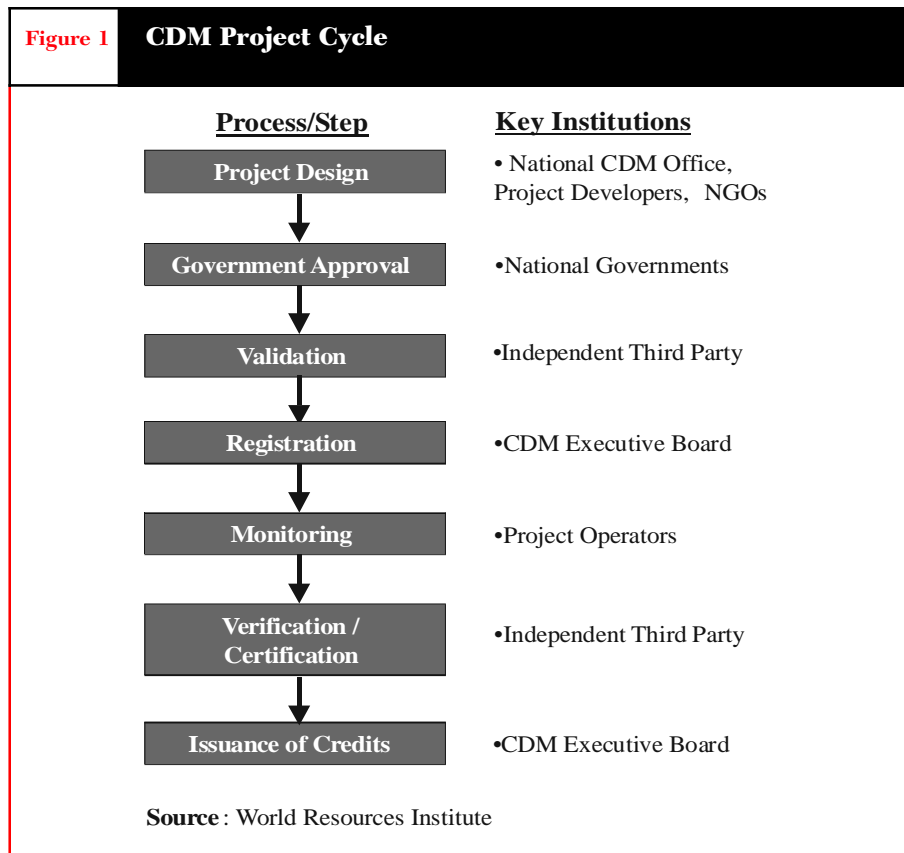 Figure 1
CDM Project Cycle
Process/Step
Key Institutions
Project Design
• National CDM Office,
Project Developers, NGOs
Government Approval
•National Governments
Validation
•Independent Third Party
Registration
•CDM Executive Board
Monitoring
•Project Operators
Verification /
Certification
•Independent Third Party
Issuance of Credits
•CDM Executive Board
Source : World Resources Institute